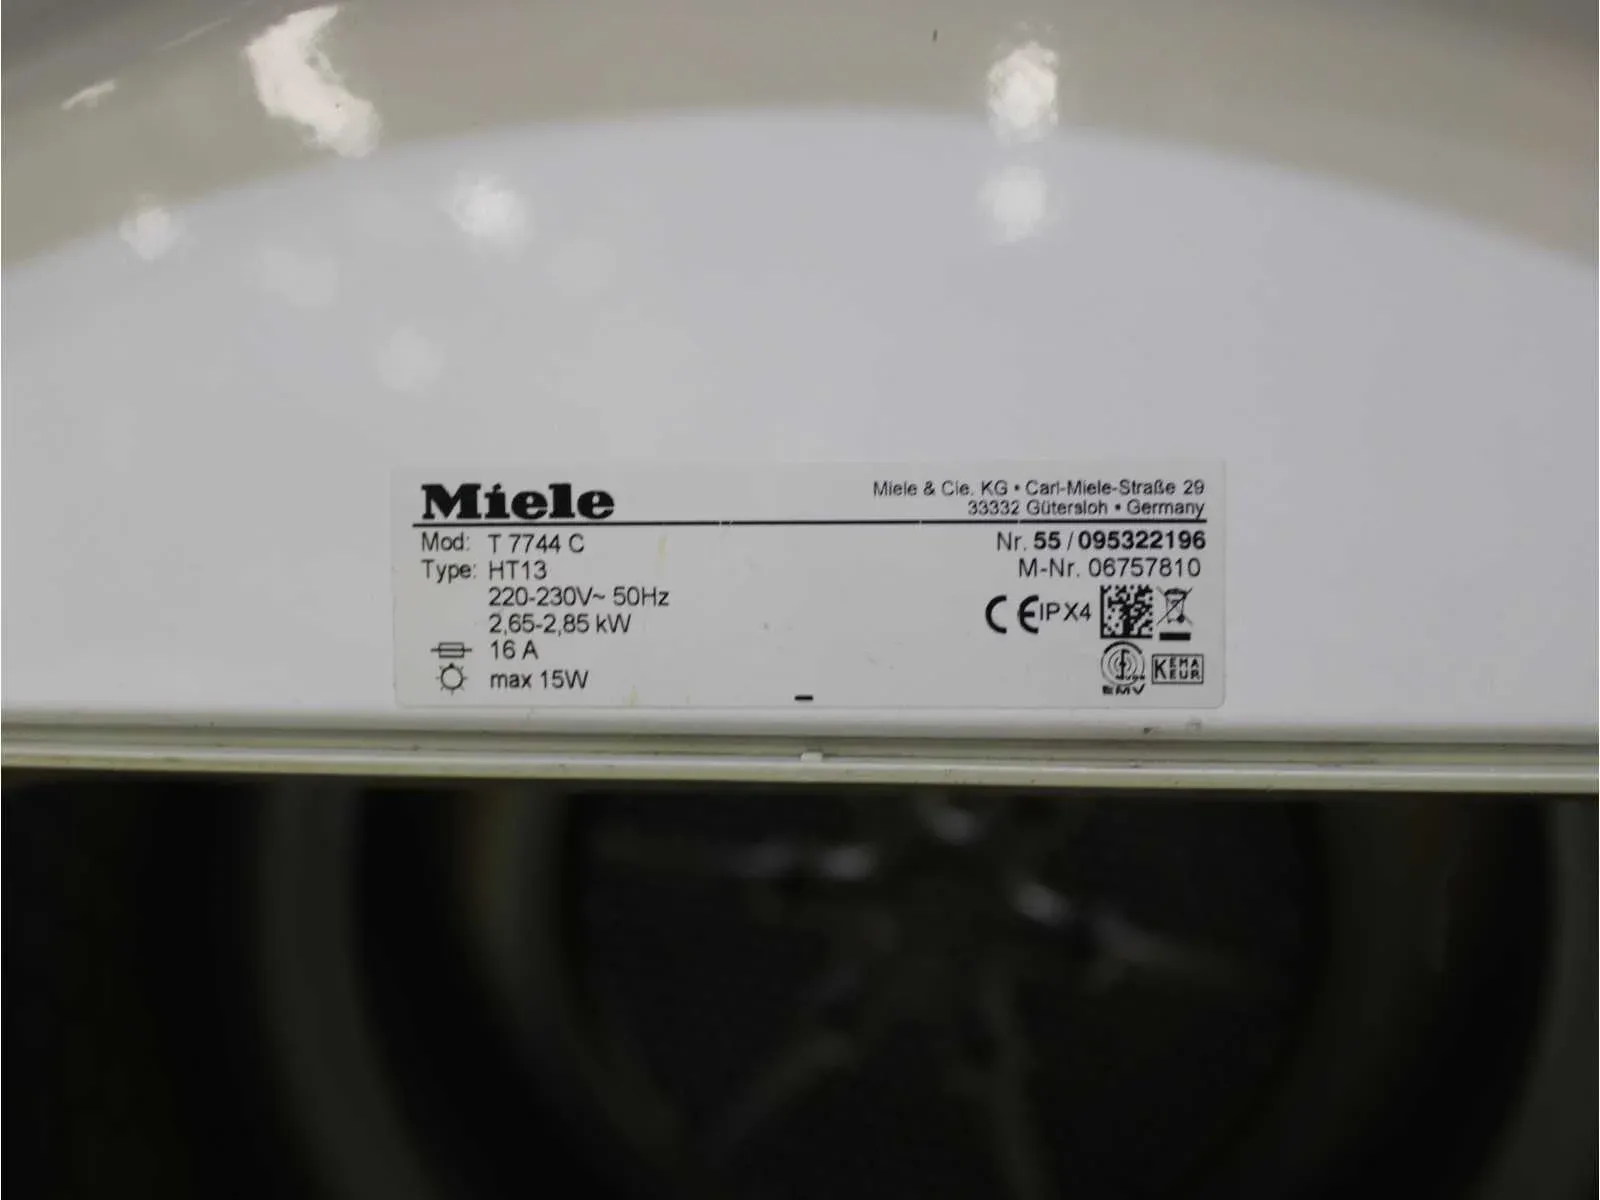 Miele
Miele & Cie. KG • Carl-Miele-Straße 29
33332 Gütersloh • Germany
Mod: T 7744 C
Nr. 55 / 095322196
Type: HT13
M-Nr. 06757810
220-230V~ 50Hz
2,65-2,85 kW
CE IPX4
16 A
max 15W
EMV
KEMA
KEUR